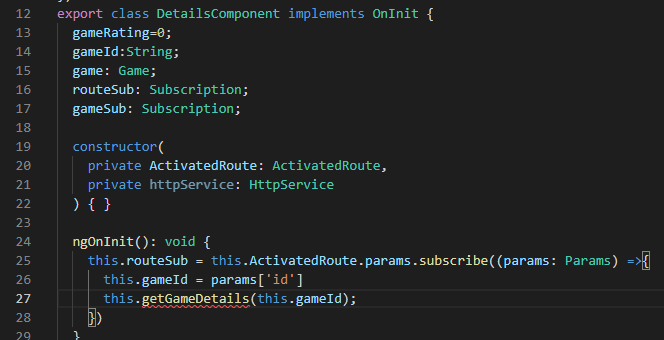 12 export class DetailsComponent implements OnInit {
13 gameRating=0;
14 gameId:String;
15 game: Game;
16 routeSub: Subscription;
17 gameSub: Subscription;
18
19 constructor(
20 private ActivatedRoute: ActivatedRoute,
21 private httpService: HttpService
22 ) { }
23
24 ngOnInit(): void {
25 this.routeSub = this.ActivatedRoute.params.subscribe((params: Params) =>{
26 this.gameId = params['id']
27 this.getGameDetails(this.gameId);
28 })
29 }